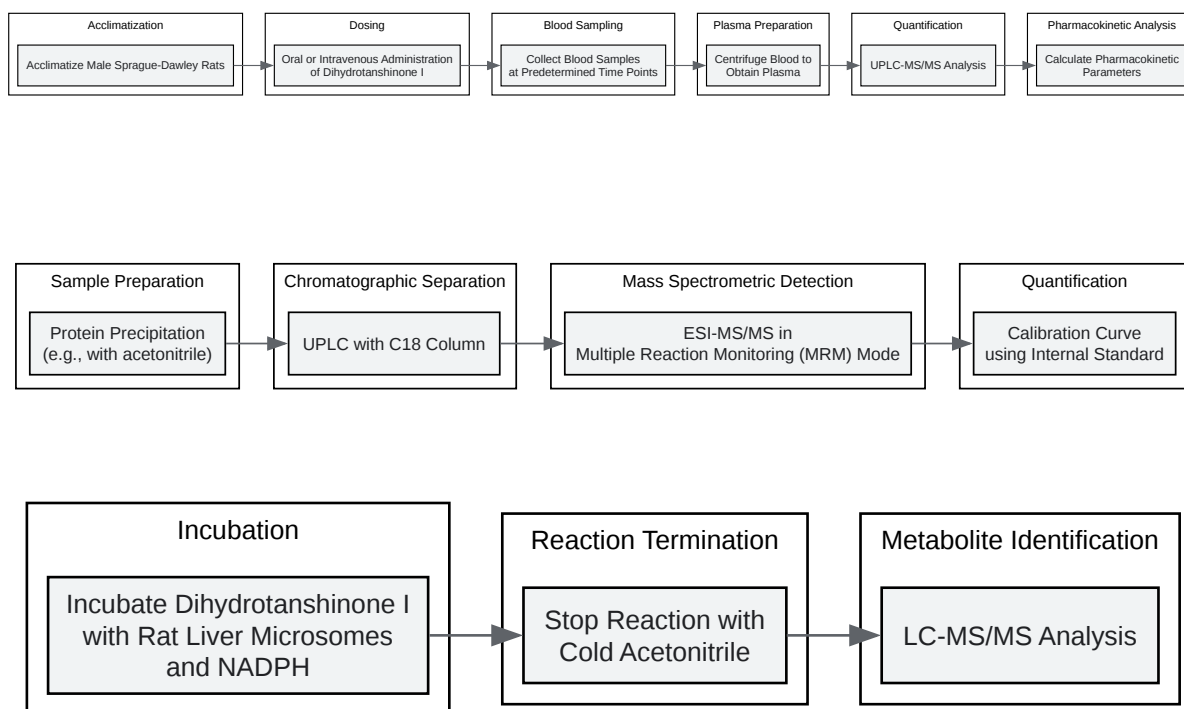 Acclimatization
Acclimatize Male Sprague-Dawley Rats
Dosing
Oral or Intravenous Administration
of Dihydrotanshinone I
Blood Sampling
Collect Blood Samples
at Predetermined Time Points
Plasma Preparation
Centrifuge Blood to
Obtain Plasma
Quantification
UPLC-MS/MS Analysis
Pharmacokinetic Analysis
Calculate Pharmacokinetic
Parameters
Sample Preparation
Protein Precipitation
(e.g., with acetonitrile)
Chromatographic Separation
UPLC with C18 Column
Mass Spectrometric Detection
ESI-MS/MS in
Multiple Reaction Monitoring (MRM) Mode
Quantification
Calibration Curve
using Internal Standard
Incubation
Incubate Dihydrotanshinone I
with Rat Liver Microsomes
and NADPH
Reaction Termination
Stop Reaction with
Cold Acetonitrile
Metabolite Identification
LC-MS/MS Analysis